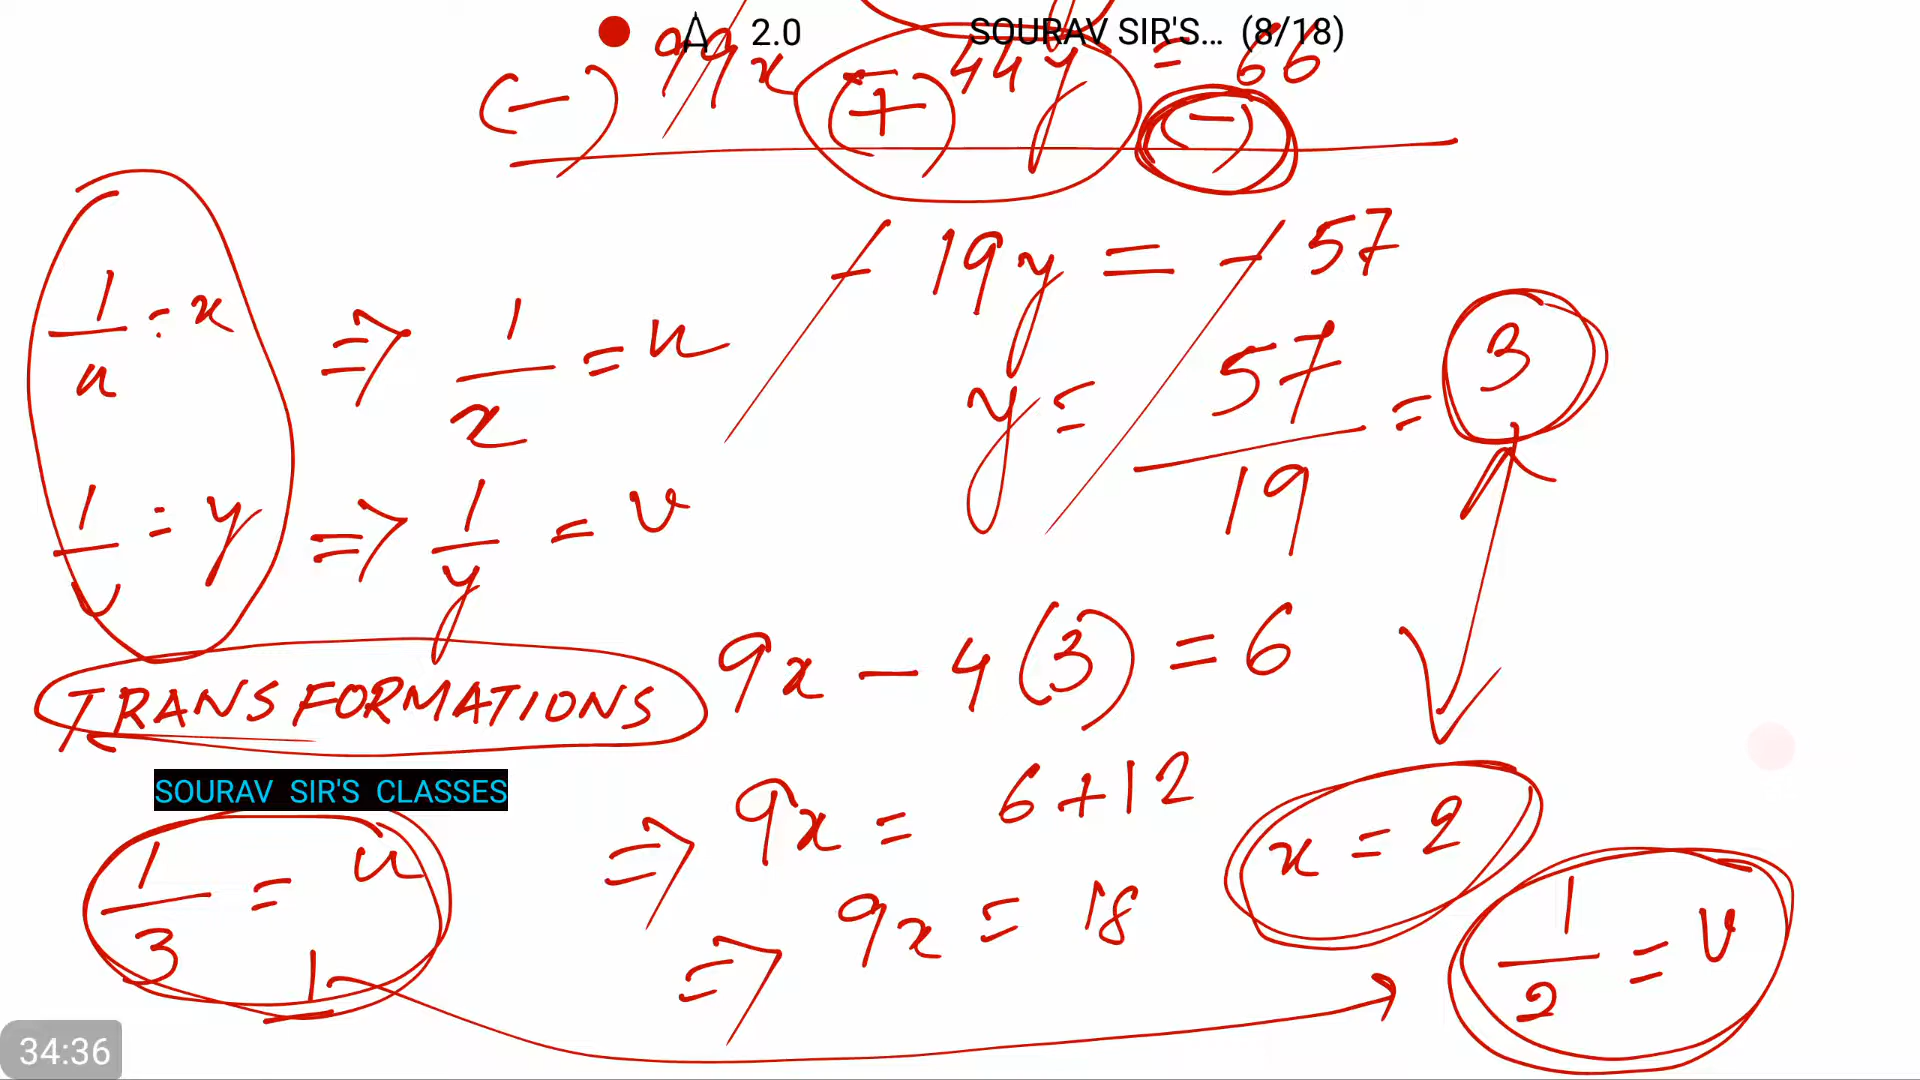 A 2.0 SOURAV SIR'S... (8/18)
99x 44y = 66
(-) (+) (-)
- 19y = - 57
1/u = x ⇒ 1/x = u
y = 57/19 = 3
1/v = y ⇒ 1/y = v
9x - 4(3) = 6
TRANSFORMATIONS
SOURAV SIR'S CLASSES
⇒ 9x = 6+12
x = 2
1/3 = u
⇒ 9x = 18
1/2 = v
34:36